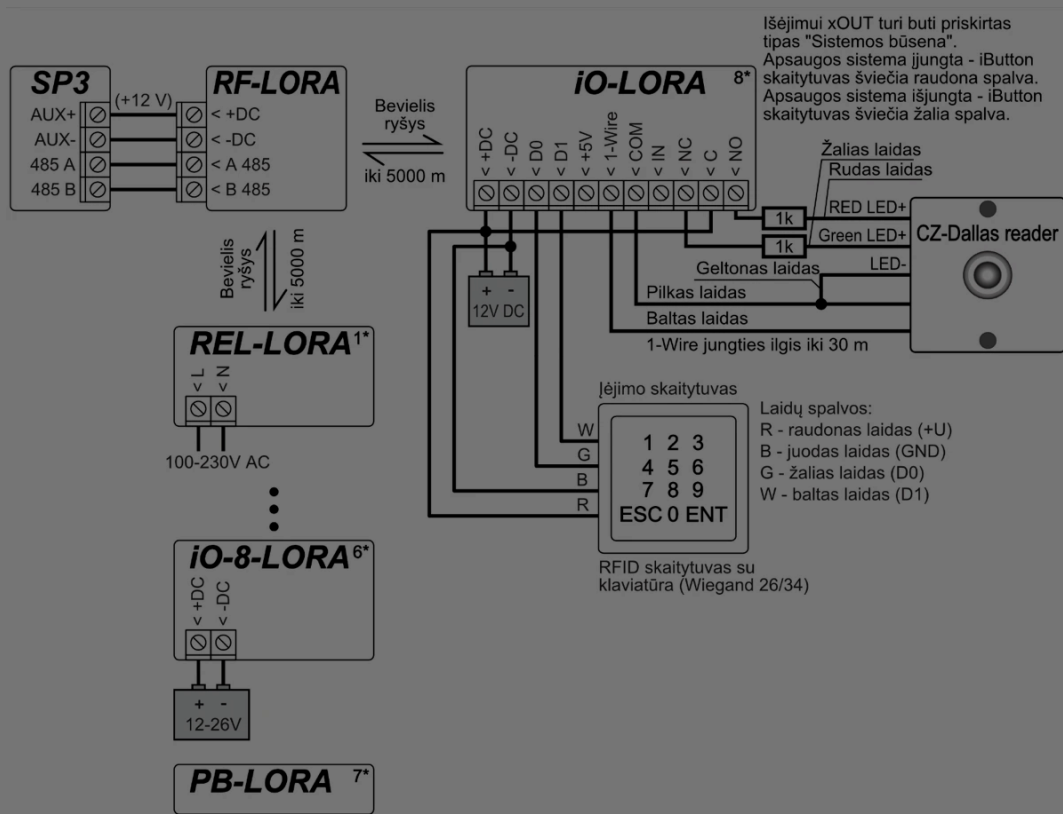 Išėjimui xOUT turi buti priskirtas
tipas "Sistemos būsena".
Apsaugos sistema įjungta - iButton
skaitytuvas šviečia raudona spalva.
Apsaugos sistema išjungta - iButton
skaitytuvas šviečia žalia spalva.
SP3
AUX+
AUX-
485 A
485 B
(+12 V)
RF-LORA
< +DC
< -DC
< A 485
< B 485
Bevielis
ryšys
iki 5000 m
iO-LORA 8*
< +DC
< -DC
< D0
< D1
< +5V
< 1-Wire
< COM
< IN
< NC
< C
< NO
Žalias laidas
Rudas laidas
1k
RED LED+
1k
Green LED+
LED-
CZ-Dallas reader
Geltonas laidas
Pilkas laidas
Baltas laidas
1-Wire jungties ilgis iki 30 m
+ -
12V DC
Bevielis
ryšys
iki 5000 m
REL-LORA 1*
< L
< N
100-230V AC
Įėjimo skaitytuvas
W
G
B
R
1 2 3
4 5 6
7 8 9
ESC 0 ENT
RFID skaitytuvas su
klaviatūra (Wiegand 26/34)
Laidų spalvos:
R - raudonas laidas (+U)
B - juodas laidas (GND)
G - žalias laidas (D0)
W - baltas laidas (D1)
iO-8-LORA 6*
< +DC
< -DC
+ -
12-26V
PB-LORA 7*